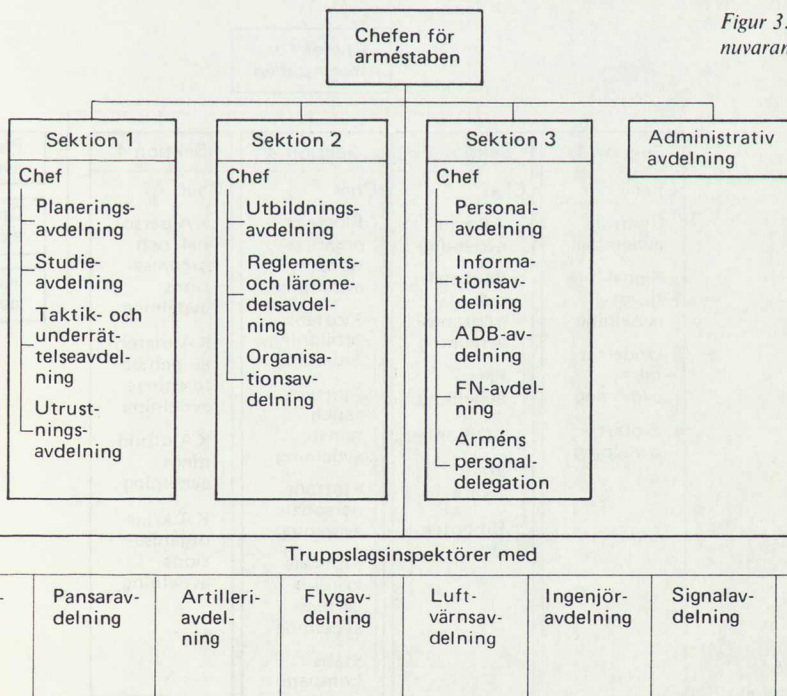 Figur 3.
nuvaran
Chefen för
arméstaben
Sektion 1
Chef
Planerings-
avdelning
Studie-
avdelning
Taktik- och
underrät-
telseavdel-
ning
Utrust-
nings-
avdelning
Sektion 2
Chef
Utbildnings-
avdelning
Reglements-
och lärome-
delsavdel-
ning
Organisa-
tionsav-
delning
Sektion 3
Chef
Personal-
avdelning
Informa-
tionsav-
delning
ADB-av-
delning
FN-avdel-
ning
Arméns
personal-
delegation
Administrativ
avdelning
Truppslagsinspektörer med
Pansarav-
delning
Artilleri-
avdel-
ning
Flygav-
delning
Luft-
värnsav-
delning
Ingenjör-
avdelning
Signalav-
delning